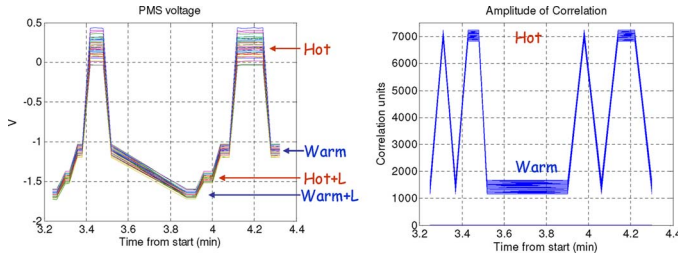 PMS voltage
0.5
0
-0.5
-1
-1.5
-2
V
3.2 3.4 3.6 3.8 4 4.2 4.4
Time from start (min)
Hot
Warm
Hot+L
Warm+L
Amplitude of Correlation
7000
6000
5000
4000
3000
2000
1000
0
Correlation units
3.2 3.4 3.6 3.8 4 4.2 4.4
Time from start (min)
Hot
Warm